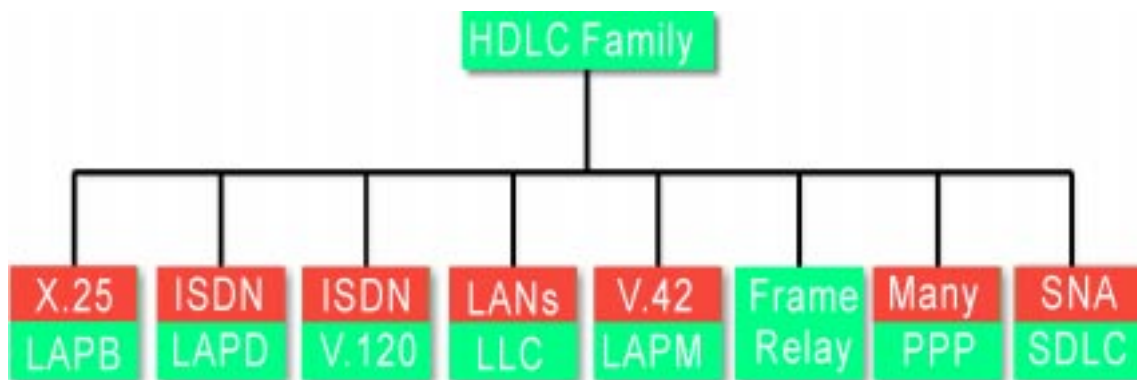 HDLC Family
X.25
LAPB
ISDN
LAPD
ISDN
V.120
LANs
LLC
V.42
LAPM
Frame
Relay
Many
PPP
SNA
SDLC